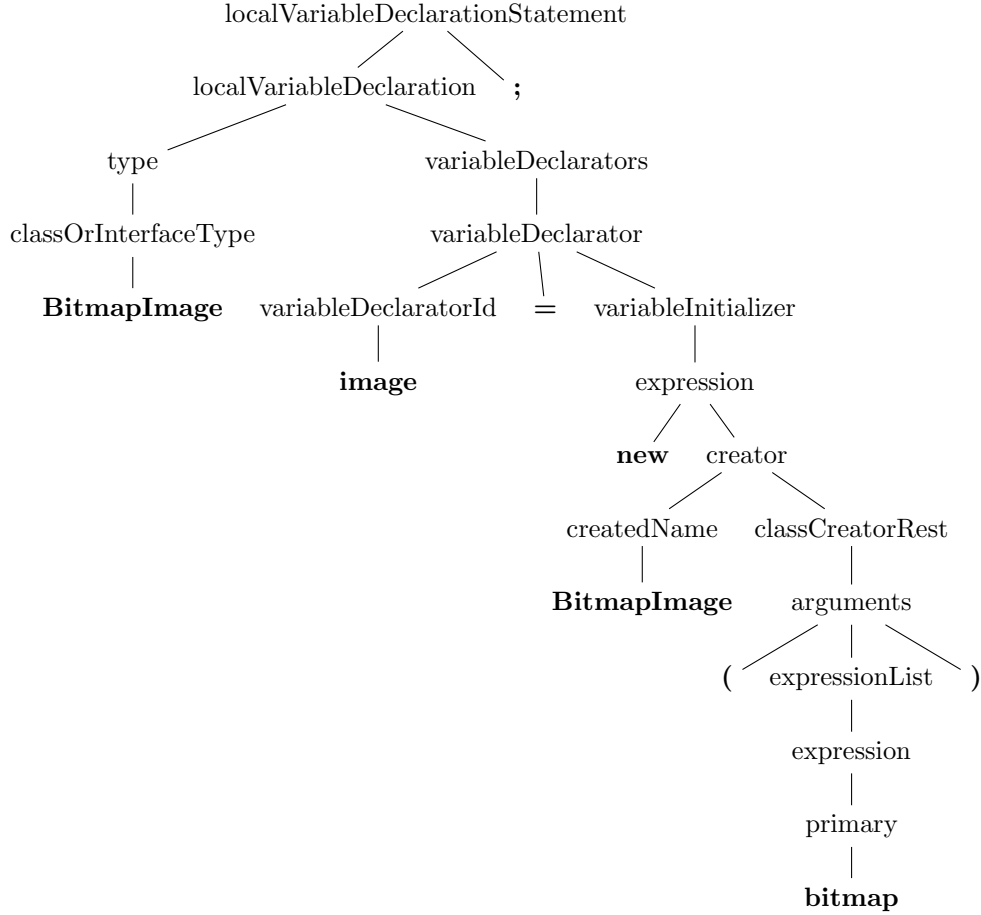 localVariableDeclarationStatement
localVariableDeclaration ;
type variableDeclarators
classOrInterfaceType variableDeclarator
BitmapImage variableDeclaratorId = variableInitializer
image expression
new creator
createdName classCreatorRest
BitmapImage arguments
( expressionList )
expression
primary
bitmap